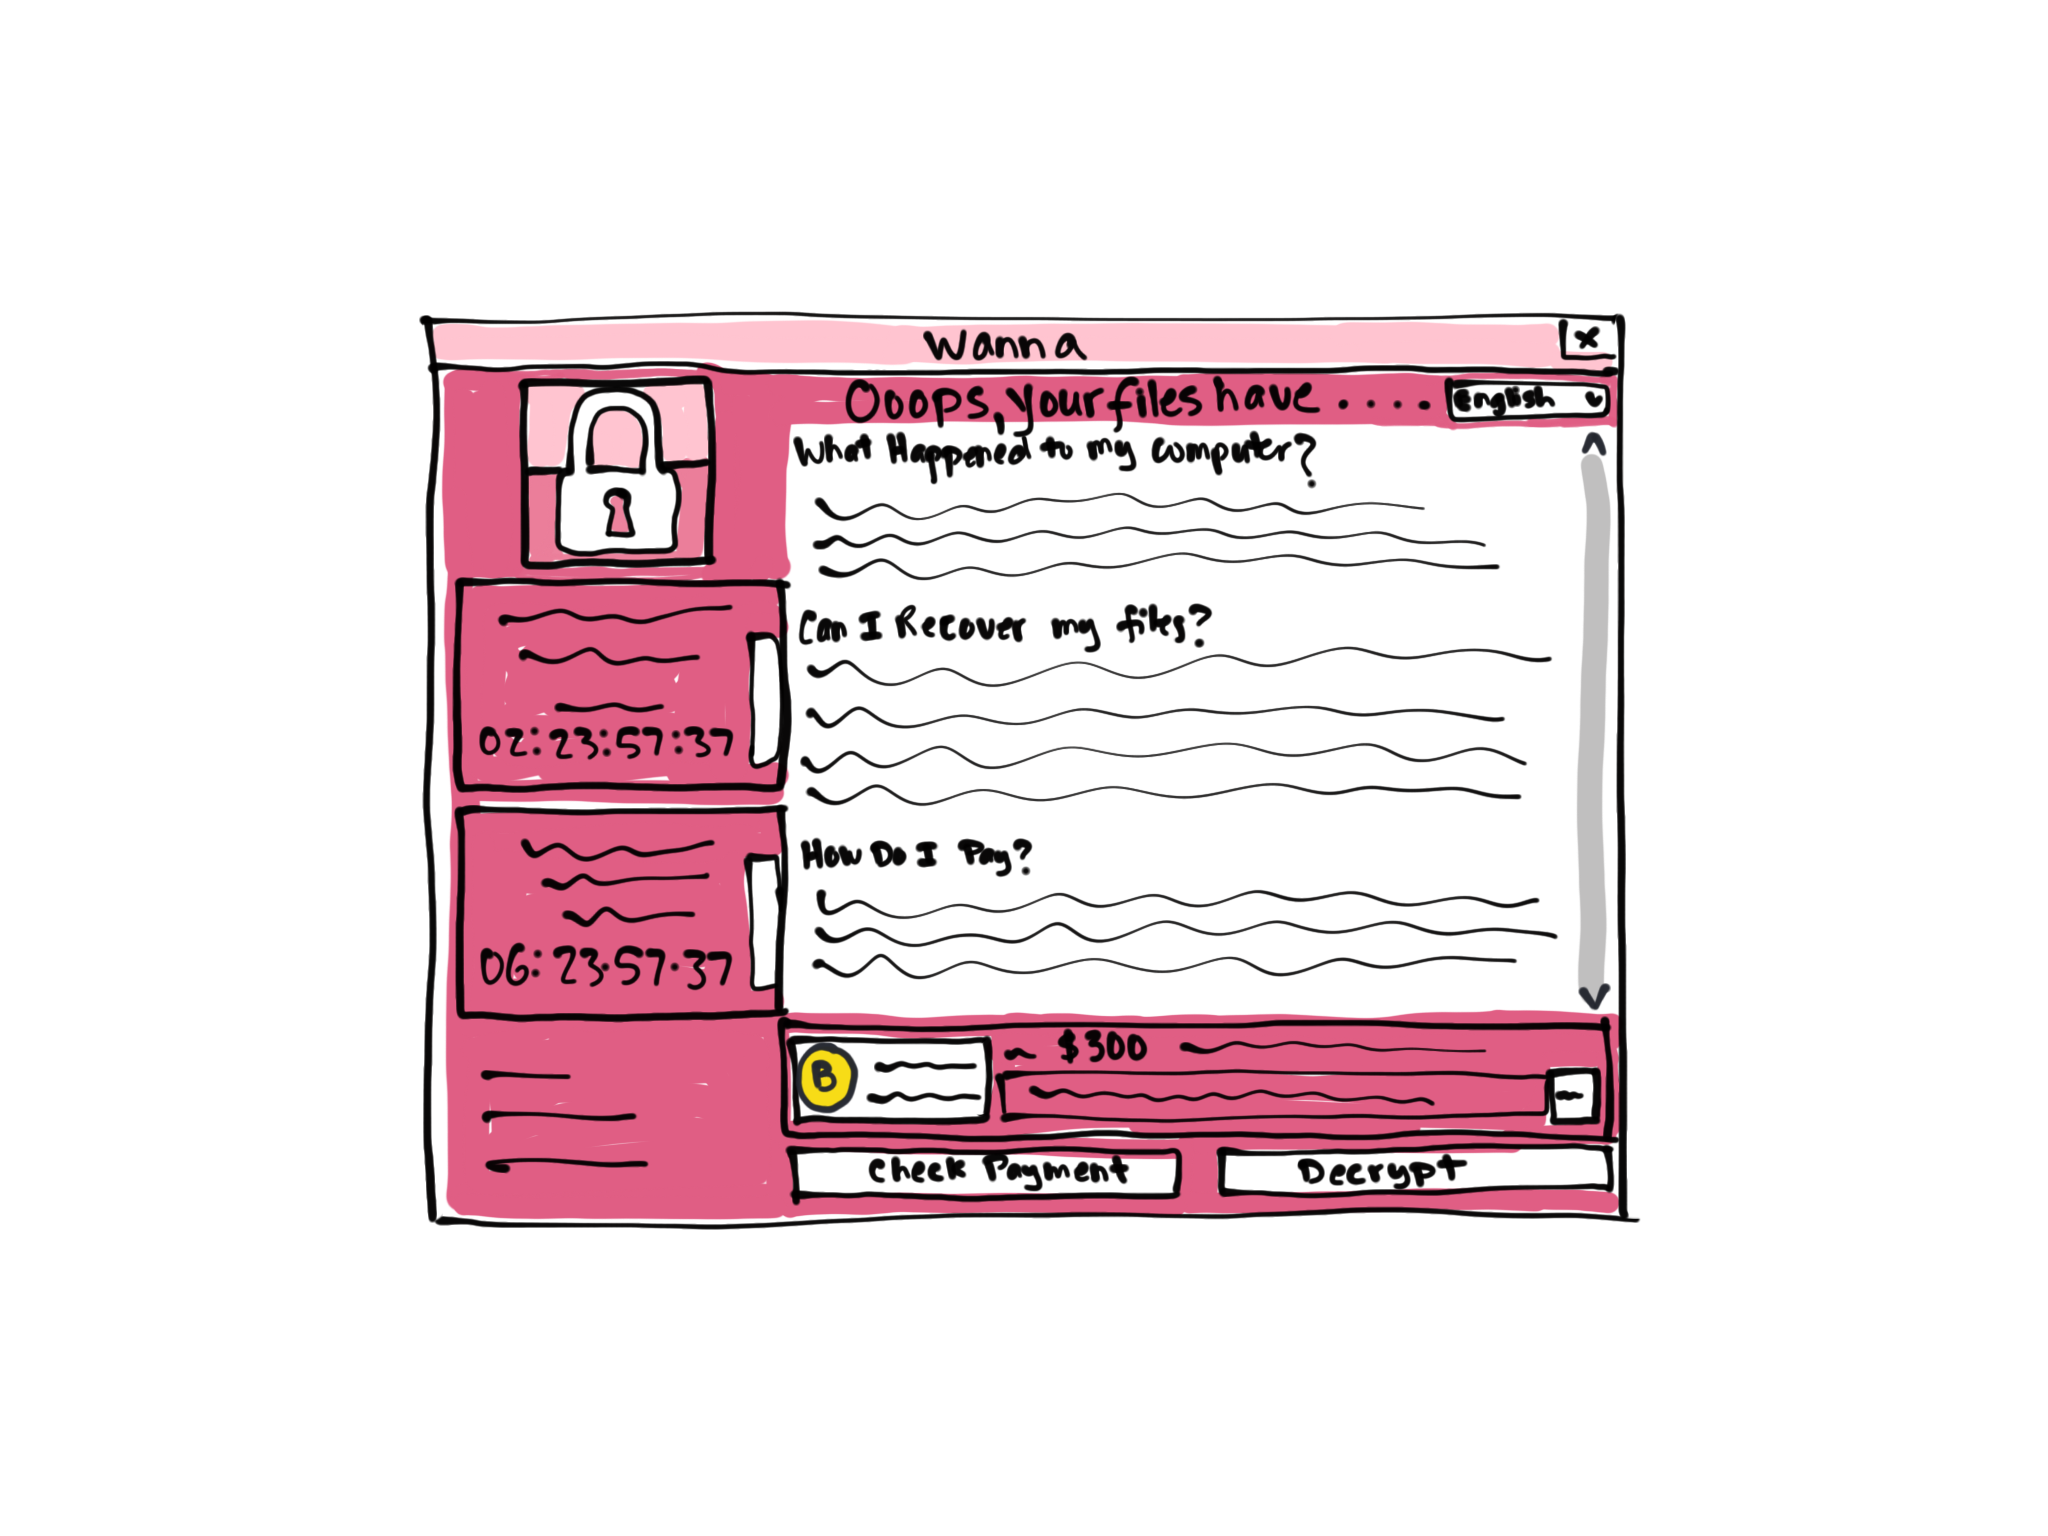 Wanna
x
Ooops, your files have ....
English
What Happened to my computer?
Can I Recover my files?
02:23:57:37
How Do I Pay?
06:23:57:37
$300
B
Check Payment
Decrypt